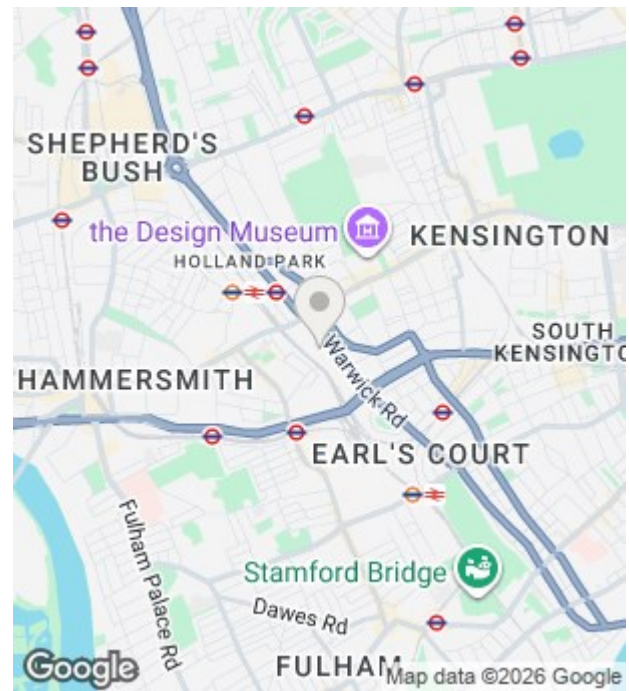 SHEPHERD'S
BUSH
the Design Museum
KENSINGTON
HOLLAND PARK
SOUTH
KENSINGTO
Warwick Rd
HAMMERSMITH
EARL'S COURT
Fulham Palace Rd
Stamford Bridge
Dawes Rd
FULHAM
Google
Map data ©2026 Google